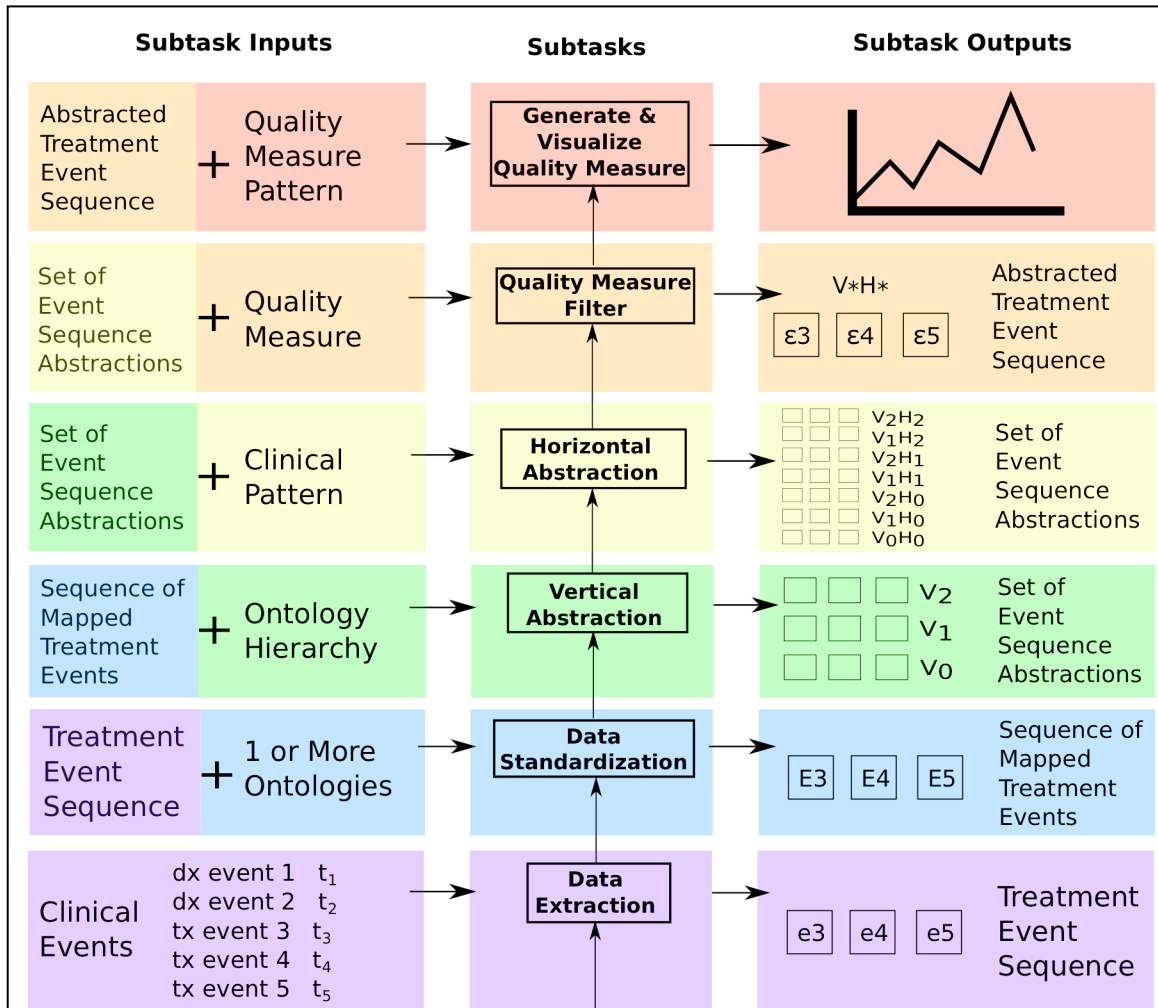 Subtask Inputs
Subtasks
Subtask Outputs
Abstracted
Treatment
Event
Sequence
+
Quality
Measure
Pattern
Generate &
Visualize
Quality Measure
Set of
Event
Sequence
Abstractions
+
Quality
Measure
Quality Measure
Filter
V*H*
ε3 ε4 ε5
Abstracted
Treatment
Event
Sequence
Set of
Event
Sequence
Abstractions
+
Clinical
Pattern
Horizontal
Abstraction
V₂H₂
V₁H₂
V₂H₁
V₁H₁
V₂H₀
V₁H₀
V₀H₀
Set of
Event
Sequence
Abstractions
Sequence of
Mapped
Treatment
Events
+
Ontology
Hierarchy
Vertical
Abstraction
V₂
V₁
V₀
Set of
Event
Sequence
Abstractions
Treatment
Event
Sequence
+
1 or More
Ontologies
Data
Standardization
E3 E4 E5
Sequence of
Mapped
Treatment
Events
Clinical
Events
dx event 1 t₁
dx event 2 t₂
tx event 3 t₃
tx event 4 t₄
tx event 5 t₅
Data
Extraction
e3 e4 e5
Treatment
Event
Sequence